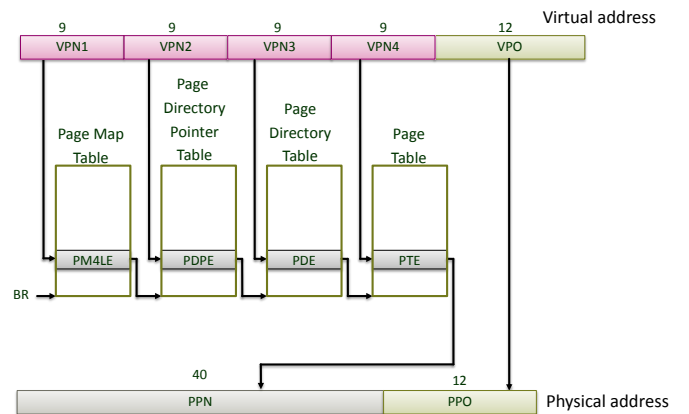 Virtual address
9 9 9 9 12
VPN1 VPN2 VPN3 VPN4 VPO
Page Map
Table
Page
Directory
Pointer
Table
Page
Directory
Table
Page
Table
PM4LE PDPE PDE PTE
BR
40 12
PPN PPO Physical address